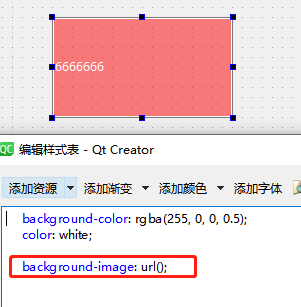 6666666
QC 编辑样式表 - Qt Creator
添加资源 添加渐变 添加颜色 添加字体
background-color: rgba(255, 0, 0, 0.5);
color: white;
background-image: url();